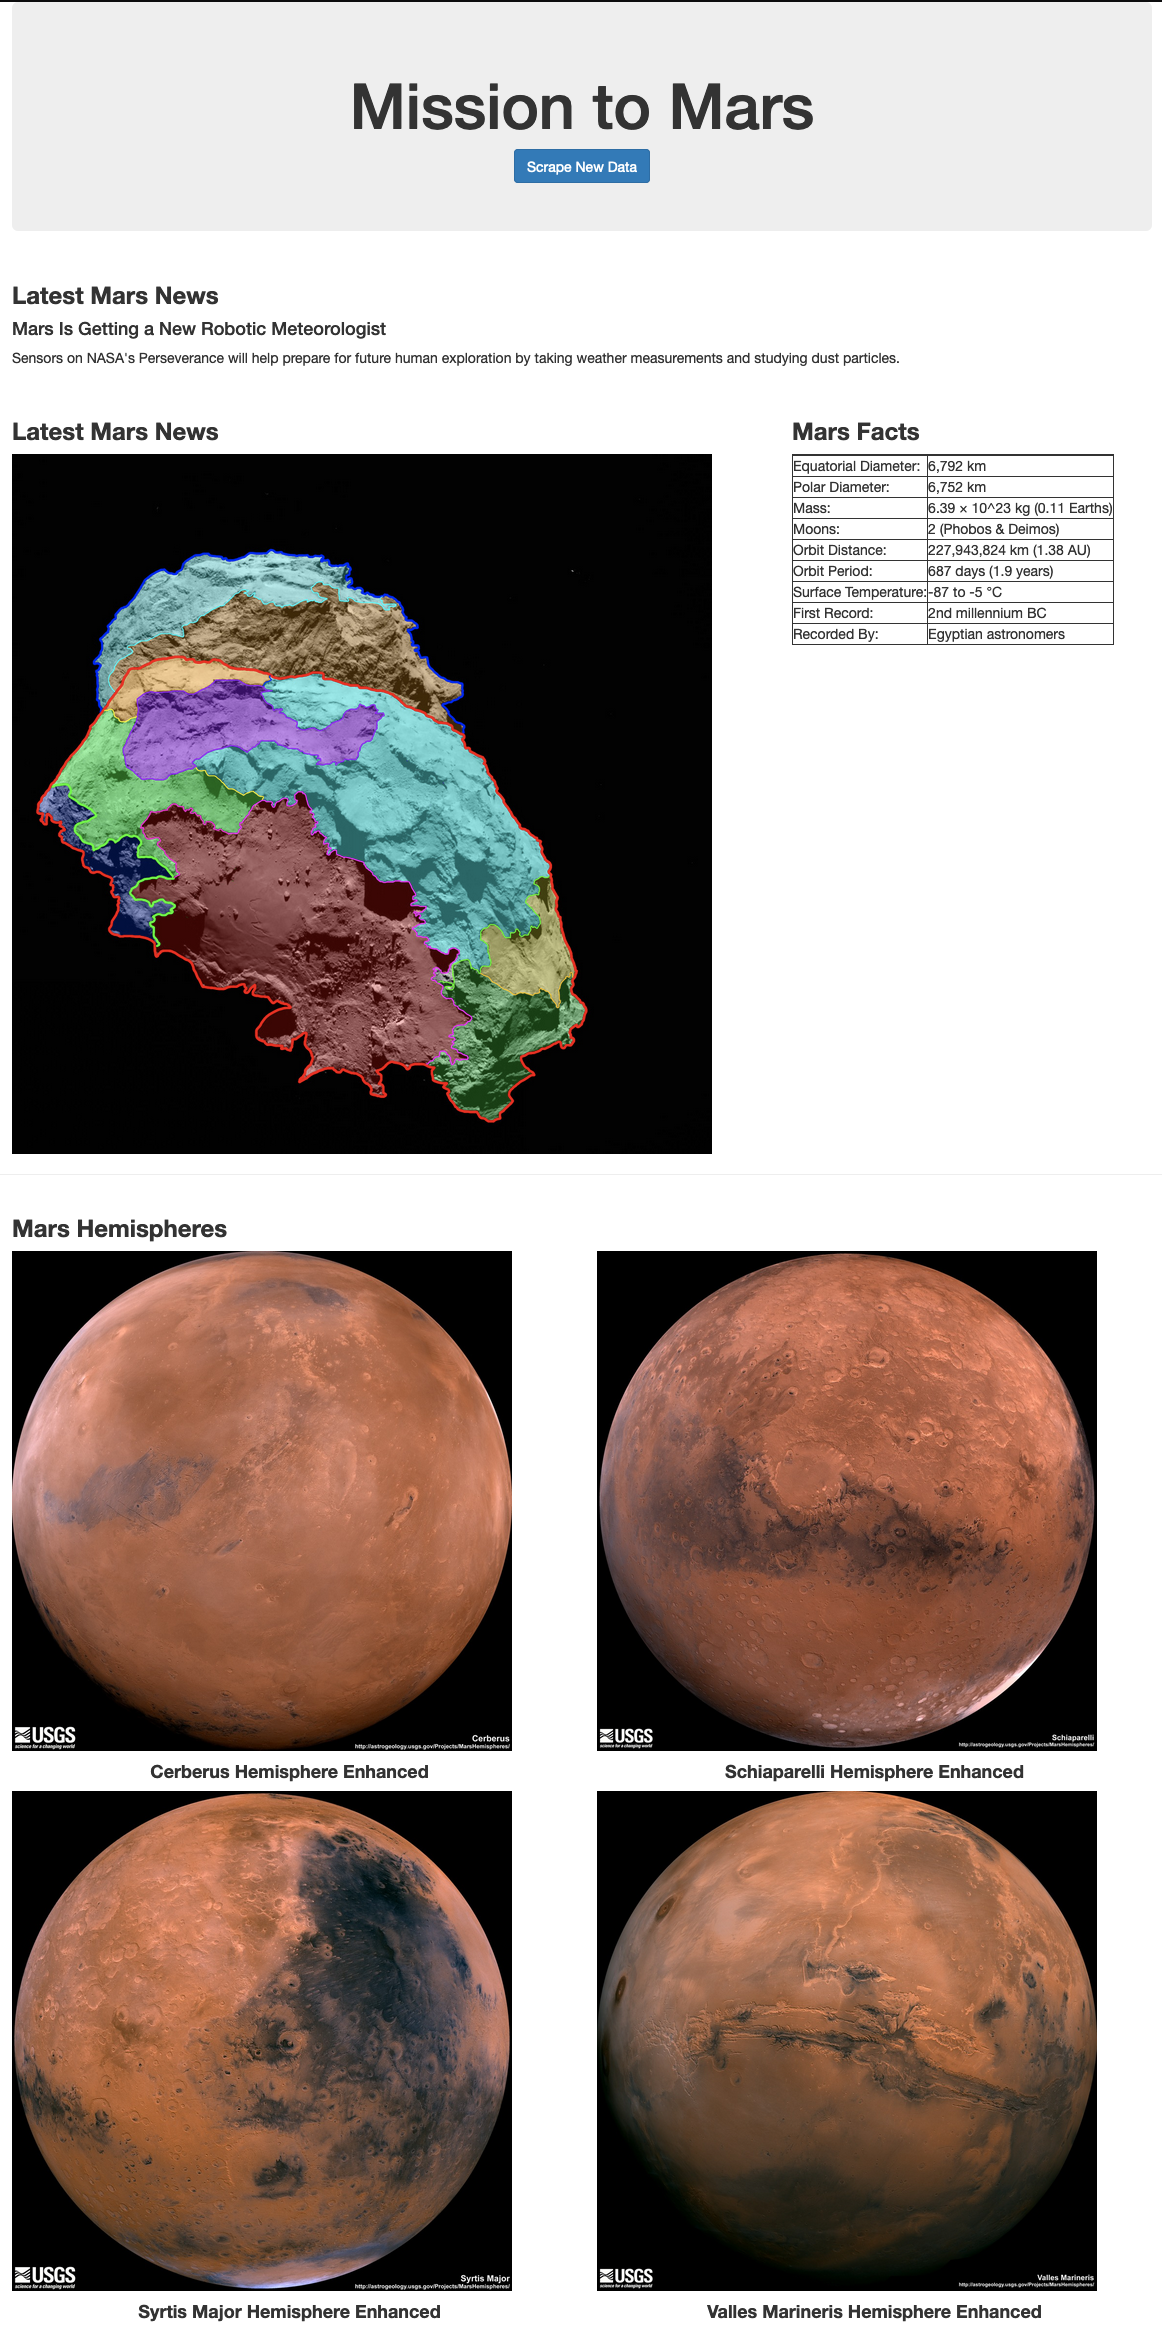 Mission to Mars
Scrape New Data
Latest Mars News
Mars Is Getting a New Robotic Meteorologist
Sensors on NASA's Perseverance will help prepare for future human exploration by taking weather measurements and studying dust particles.
Latest Mars News
Mars Facts
Equatorial Diameter: 6,792 km
Polar Diameter: 6,752 km
Mass: 6.39 × 10^23 kg (0.11 Earths)
Moons: 2 (Phobos & Deimos)
Orbit Distance: 227,943,824 km (1.38 AU)
Orbit Period: 687 days (1.9 years)
Surface Temperature: -87 to -5 °C
First Record: 2nd millennium BC
Recorded By: Egyptian astronomers
Mars Hemispheres
USGS
science for a changing world
Cerberus
http://astrogeology.usgs.gov/Projects/MarsHemispheres/
Cerberus Hemisphere Enhanced
USGS
science for a changing world
Schiaparelli
http://astrogeology.usgs.gov/Projects/MarsHemispheres/
Schiaparelli Hemisphere Enhanced
USGS
science for a changing world
Syrtis Major
http://astrogeology.usgs.gov/Projects/MarsHemispheres/
Syrtis Major Hemisphere Enhanced
USGS
science for a changing world
Valles Marineris
http://astrogeology.usgs.gov/Projects/MarsHemispheres/
Valles Marineris Hemisphere Enhanced